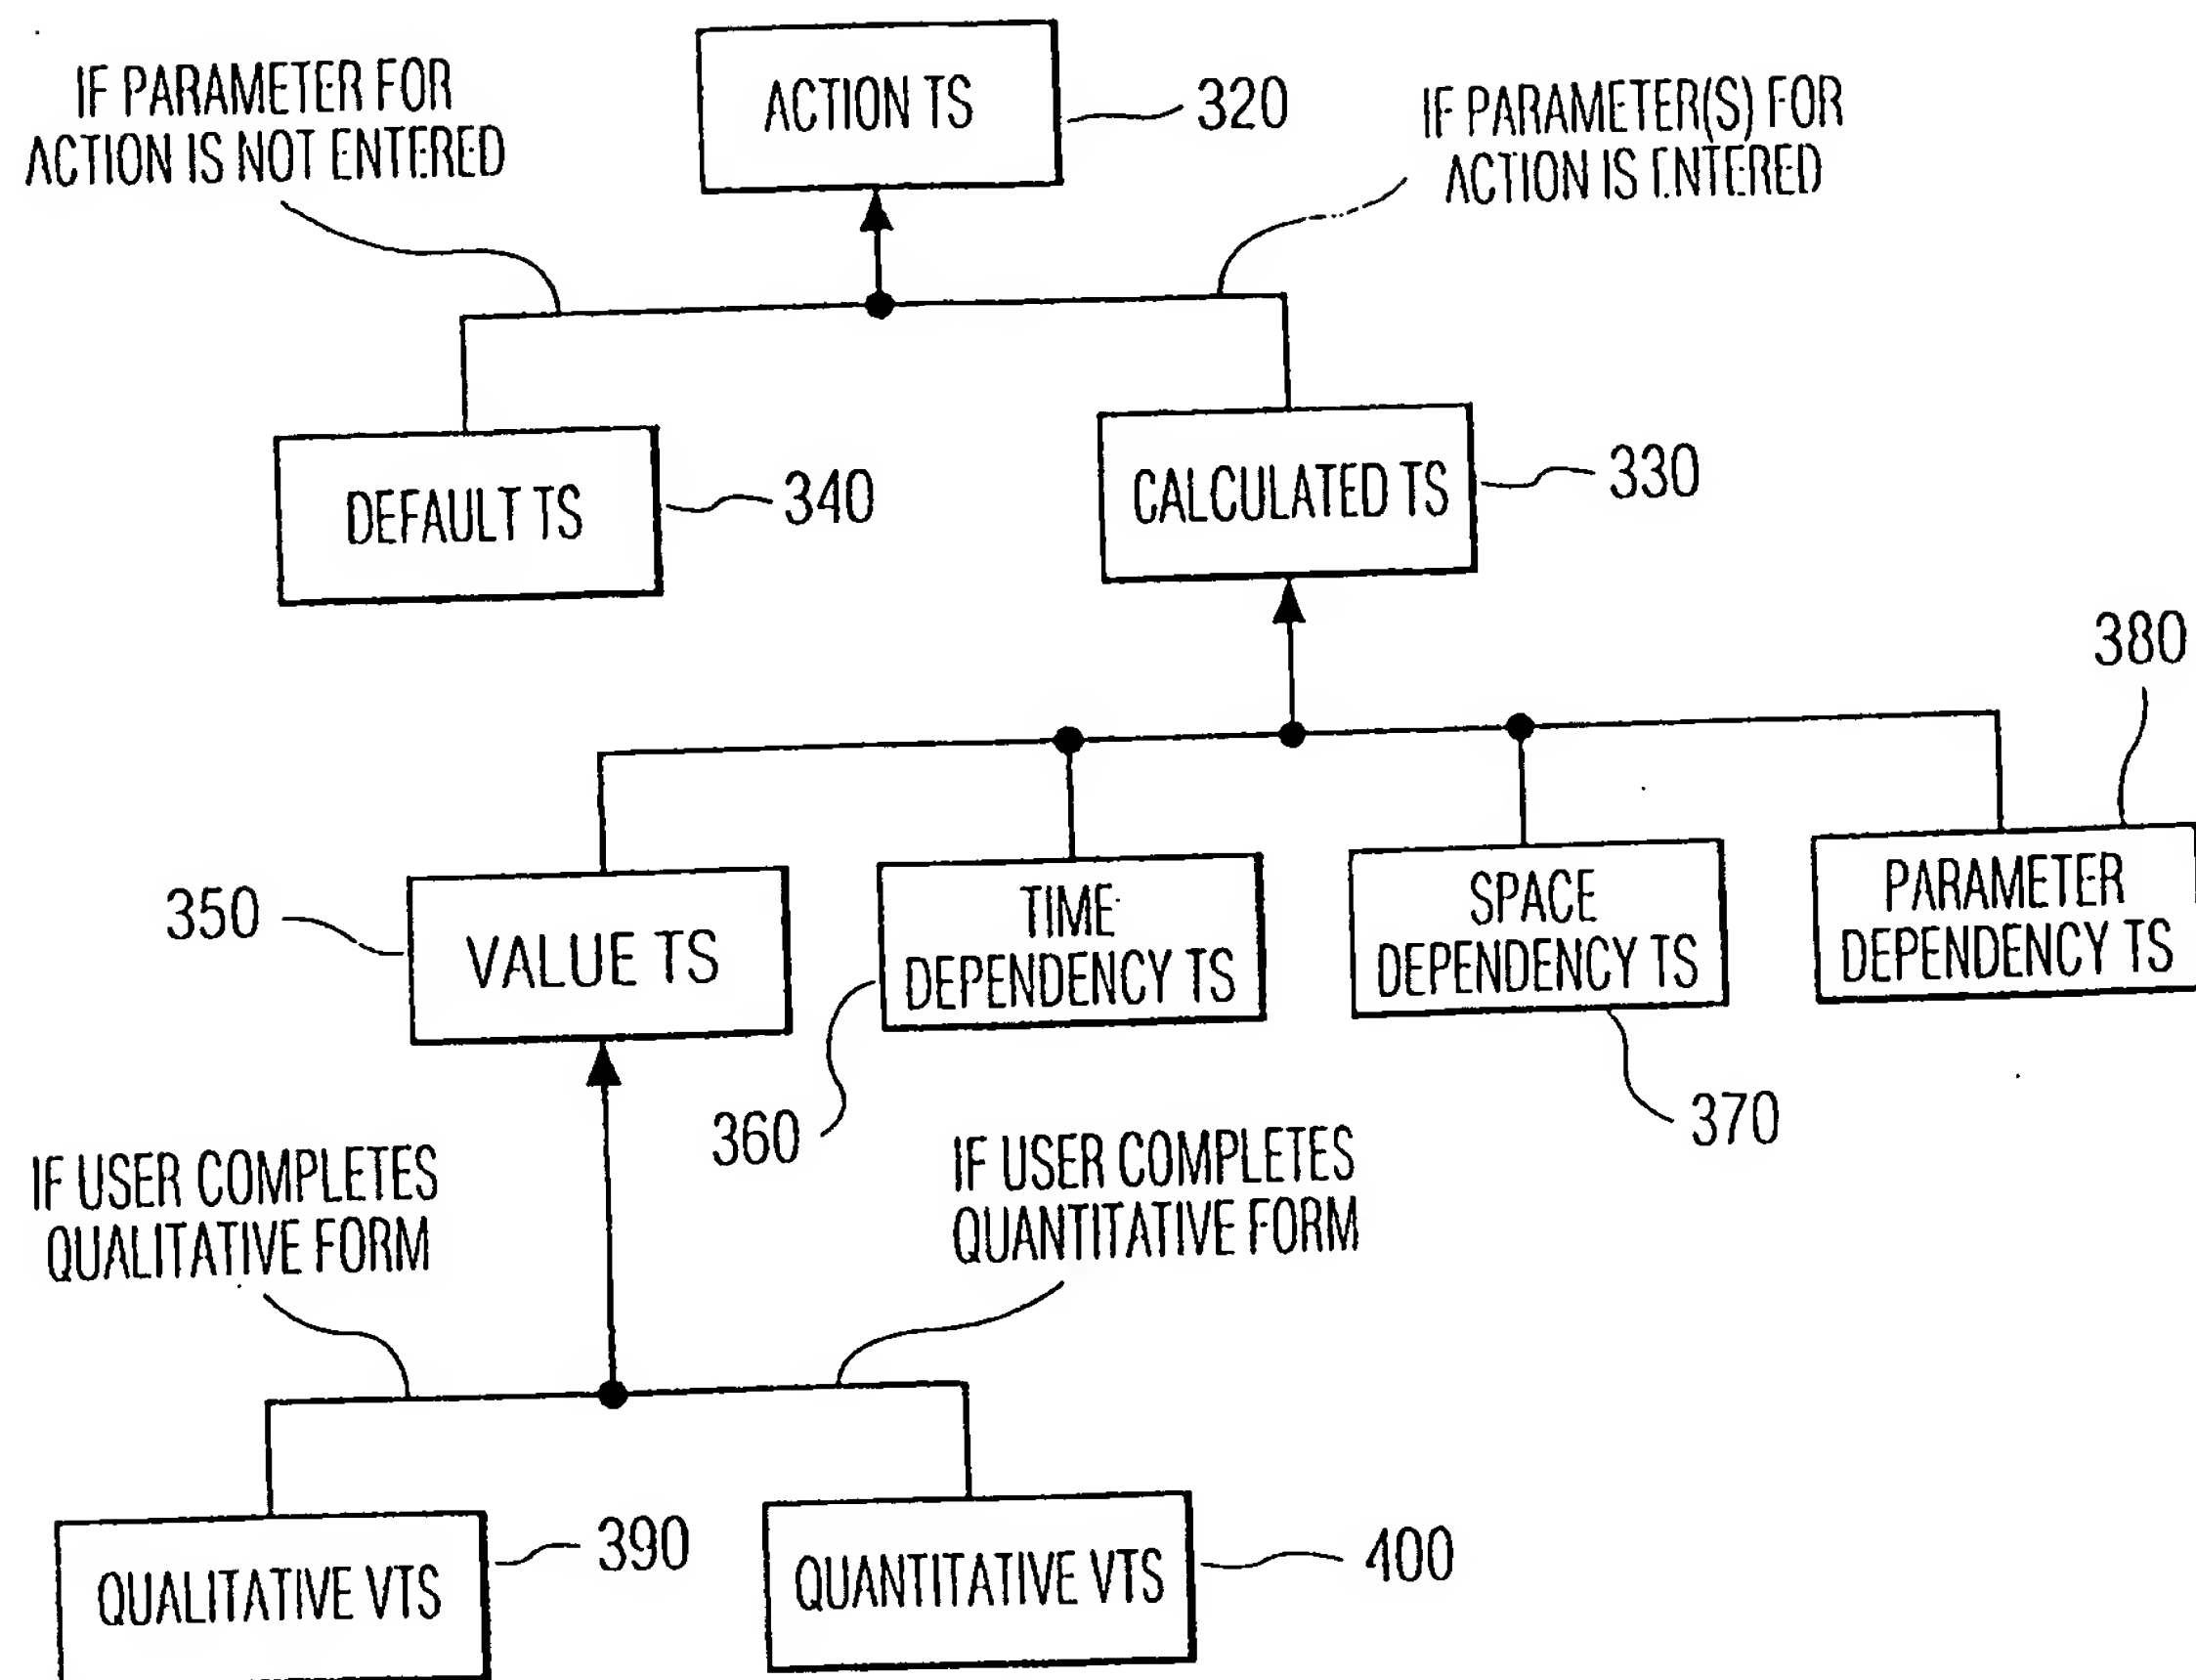 IF PARAMETER FOR
ACTION IS NOT ENTERED
ACTION TS
320
IF PARAMETER(S) FOR
ACTION IS ENTERED
DEFAULT TS
340
CALCULATED TS
330
380
350
VALUE TS
TIME
DEPENDENCY TS
SPACE
DEPENDENCY TS
PARAMETER
DEPENDENCY TS
360
370
IF USER COMPLETES
QUALITATIVE FORM
IF USER COMPLETES
QUANTITATIVE FORM
QUALITATIVE VTS
390
QUANTITATIVE VTS
400